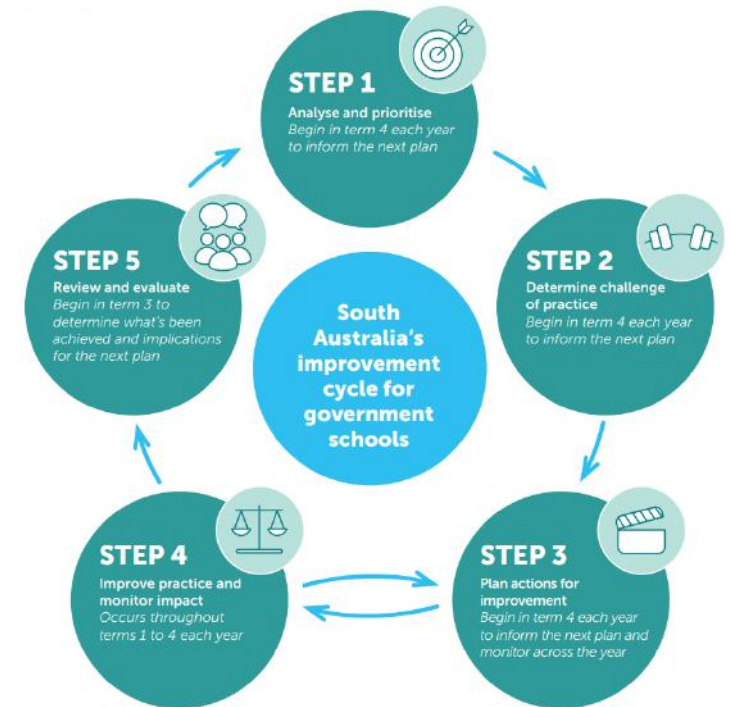 STEP 1
Analyse and prioritise
Begin in term 4 each year
to inform the next plan
STEP 2
Determine challenge
of practice
Begin in term 4 each year
to inform the next plan
STEP 3
Plan actions for
improvement
Begin in term 4 each year
to inform the next plan and
monitor across the year
STEP 4
Improve practice and
monitor impact
Occurs throughout
terms 1 to 4 each year
STEP 5
Review and evaluate
Begin in term 3 to
determine what's been
achieved and implications
for the next plan
South
Australia's
improvement
cycle for
government
schools